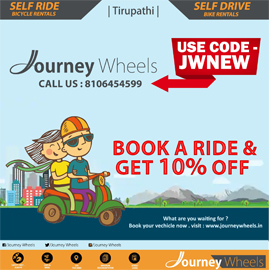 SELF RIDE
BICYCLE RENTALS
| Tirupathi |
SELF DRIVE
BIKE RENTALS
USE CODE -
JWNEW
Journey Wheels
CALL US : 8106454599
BOOK A RIDE &
GET 10% OFF
What are you waiting for ?
Book your vechicle now . visit : www.journeywheels.in
/Journey Wheels
/Journey Wheels
/Journey Wheels
Journey Wheels